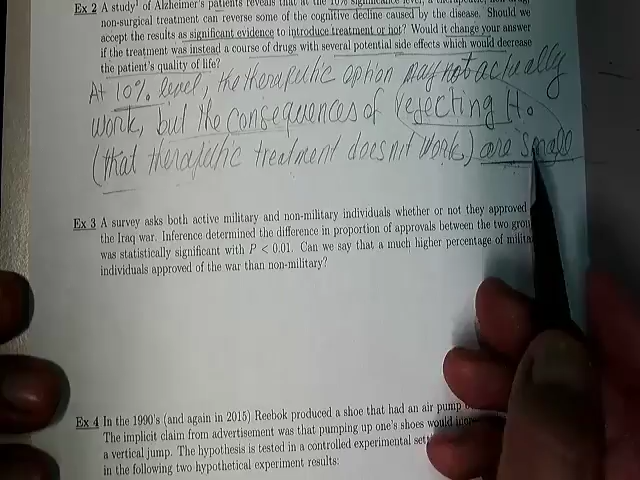 Ex 2 A study¹ of Alzheimer's patients reveals that at the 10% significance level, a therapeutic, non-drug,
non-surgical treatment can reverse some of the cognitive decline caused by the disease. Should we
accept the results as significant evidence to introduce treatment or not? Would it change your answer
if the treatment was instead a course of drugs with several potential side effects which would decrease
the patient's quality of life?
At 10% level, the therapeutic option may not actually
work, but the consequences of rejecting H₀
(that therapeutic treatment doesn't work) are small
Ex 3 A survey asks both active military and non-military individuals whether or not they approved
the Iraq war. Inference determined the difference in proportion of approvals between the two
was statistically significant with P < 0.01. Can we say that a much higher percentage of
individuals approved of the war than non-military?
Ex 4 In the 1990's (and again in 2015) Reebok produced a shoe that had an air pump
The implicit claim from advertisement was that pumping up one's shoes would
a vertical jump. The hypothesis is tested in a controlled experimental
in the following two hypothetical experiment results: